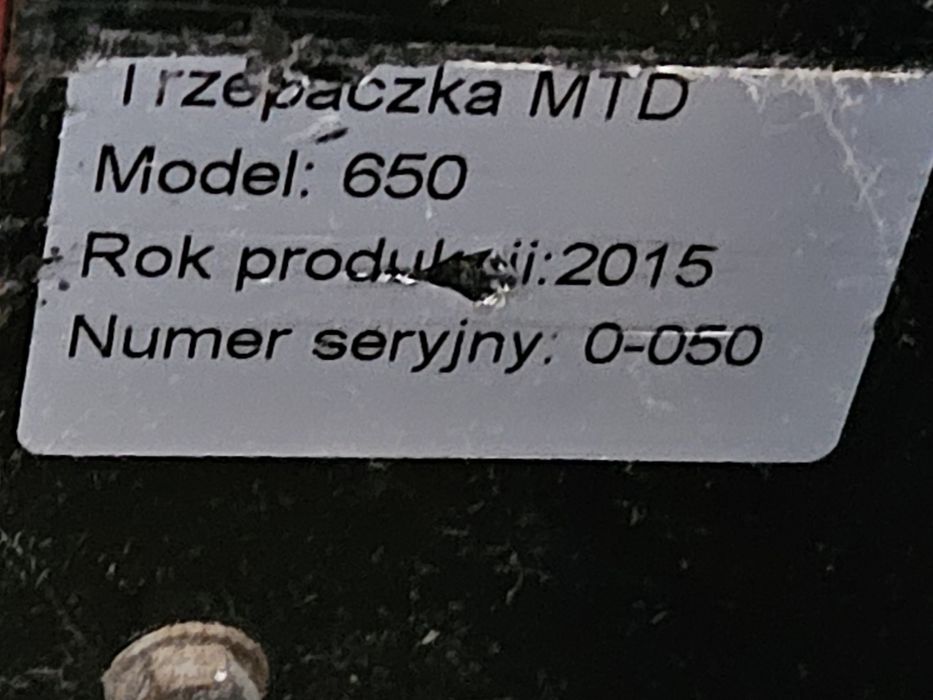 Trzepaczka MTD
Model: 650
Rok produkcji:2015
Numer seryjny: 0-050